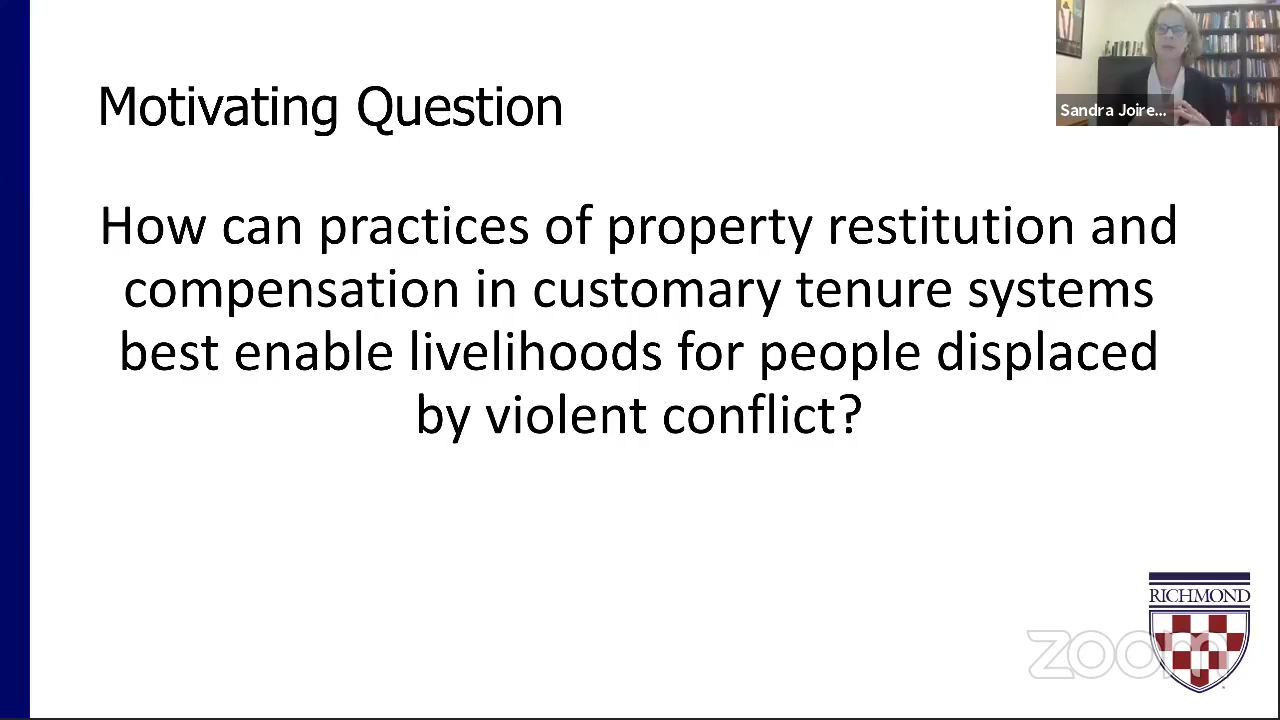 Motivating Question
Sandra Joire...
How can practices of property restitution and
compensation in customary tenure systems
best enable livelihoods for people displaced
by violent conflict?
RICHMOND
zoom